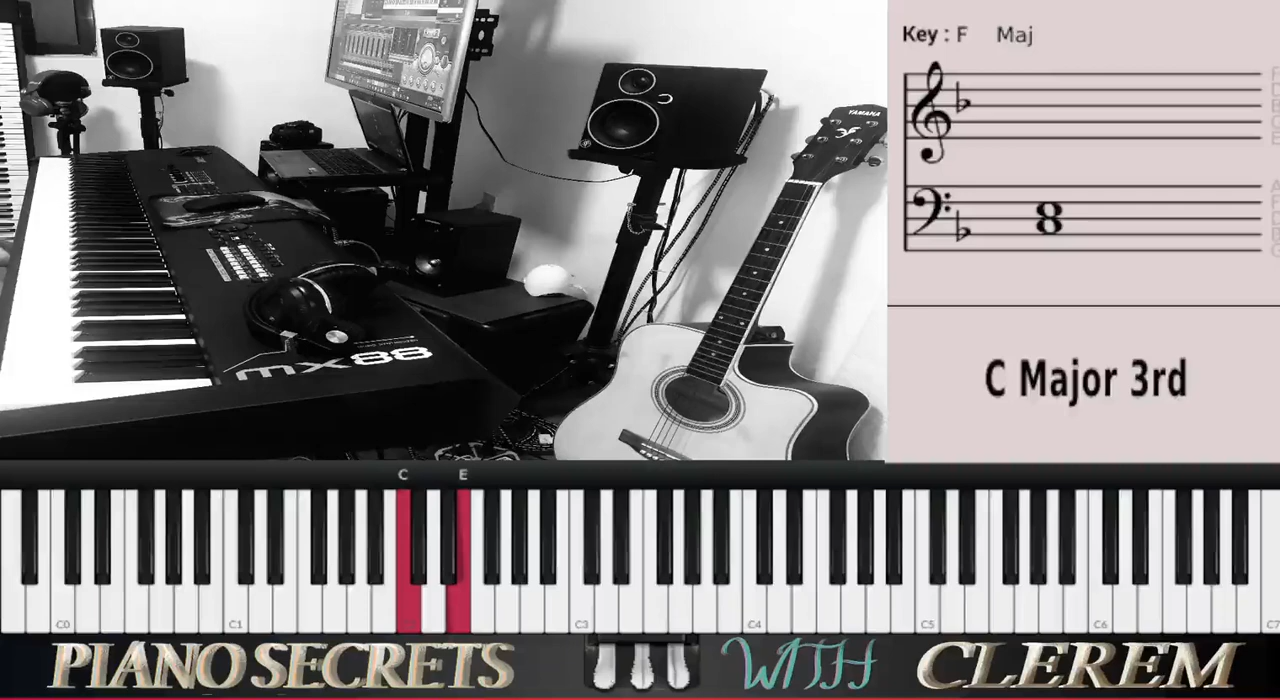 Key : F Maj
YAMAHA
mx88
C Major 3rd
C E
C0 C1 C3 C4 C5 C6 C7
PIANO SECRETS WITH CLEREM